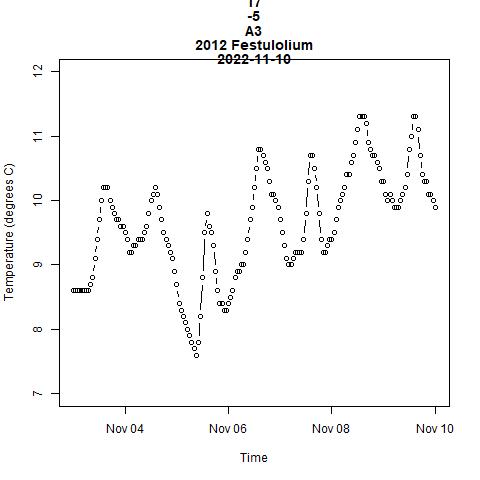 17
-5
A3
2012 Festulolium
2022-11-10
12
11
10
9
8
7
Temperature (degrees C)
Nov 04 Nov 06 Nov 08 Nov 10
Time